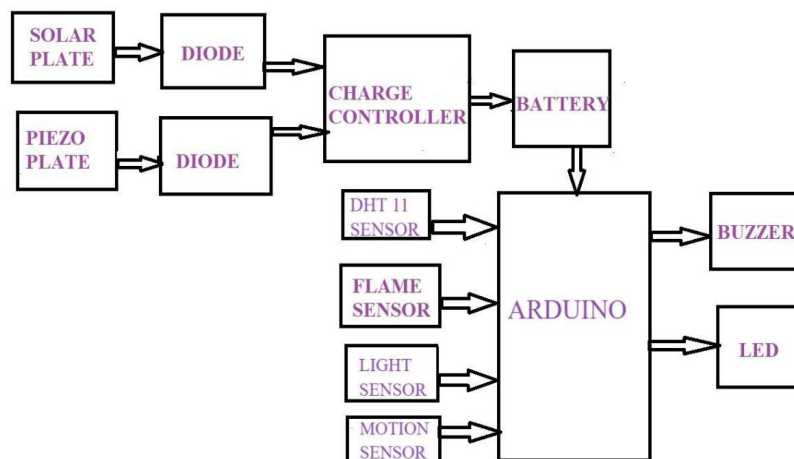 SOLAR
PLATE
DIODE
CHARGE
CONTROLLER
BATTERY
PIEZO
PLATE
DIODE
DHT 11
SENSOR
FLAME
SENSOR
LIGHT
SENSOR
MOTION
SENSOR
ARDUINO
BUZZER
LED